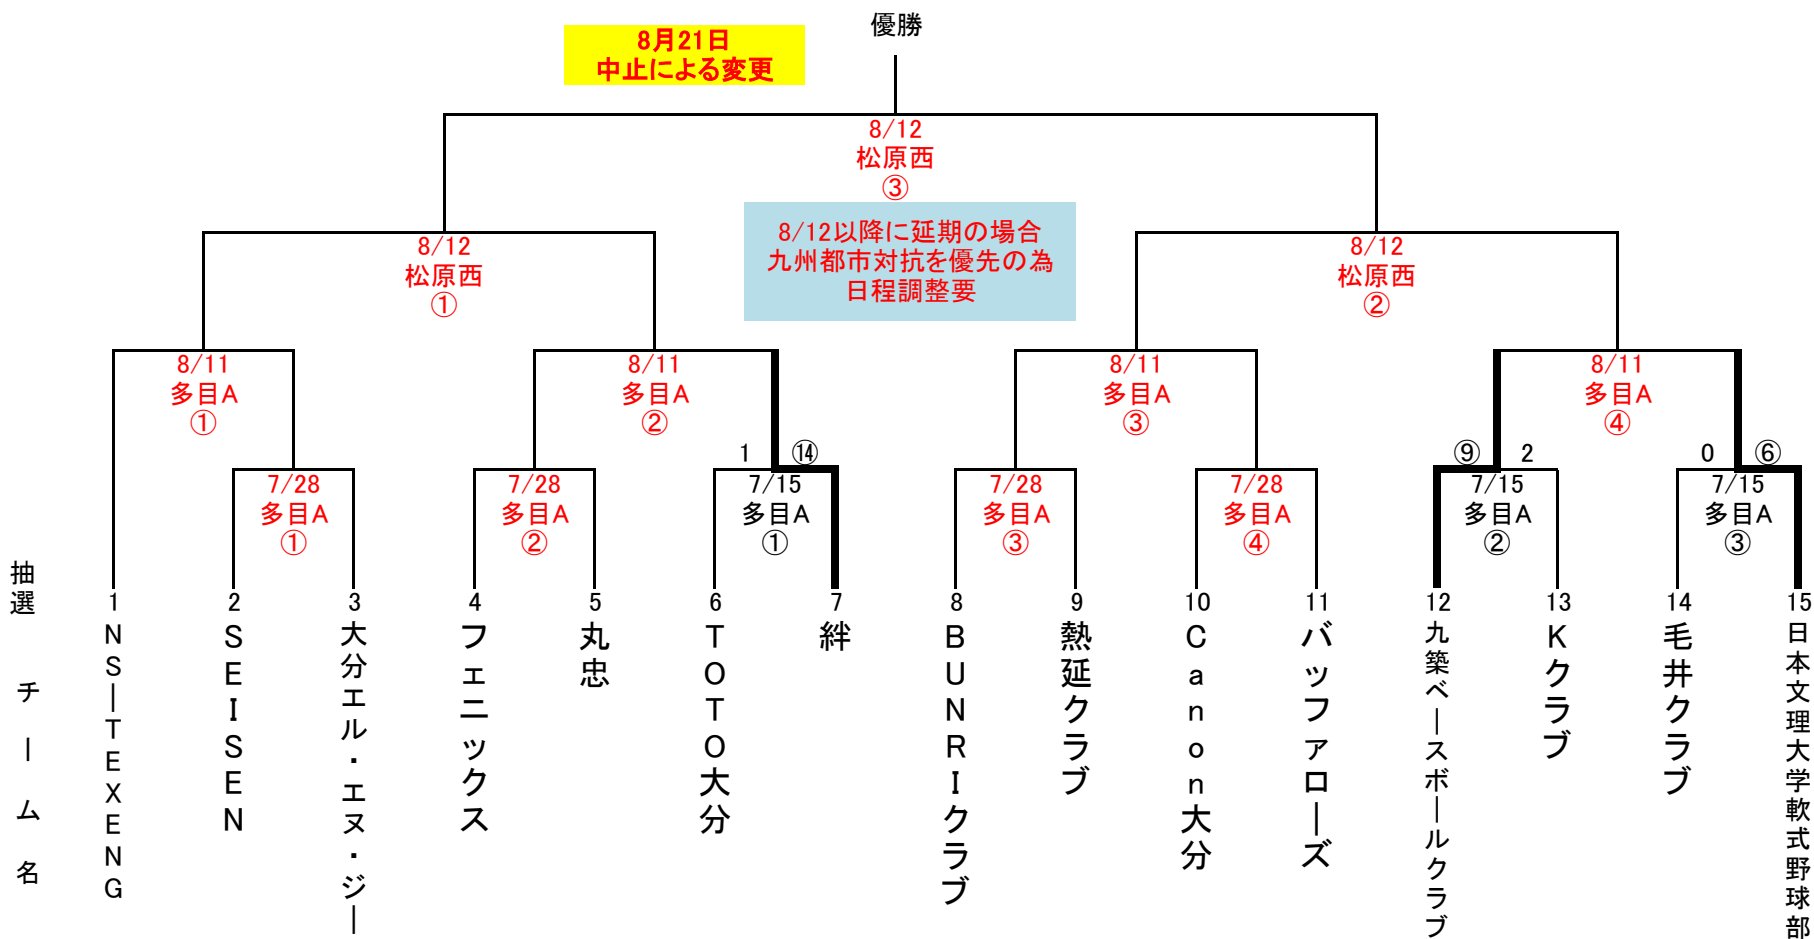 優勝
8月21日
中止による変更
8/12
松原西
③
8/12以降に延期の場合
九州都市対抗を優先の為
日程調整要
8/12
松原西
①
8/12
松原西
②
8/11
多目A
①
8/11
多目A
②
8/11
多目A
③
8/11
多目A
④
1 ⑭
⑨ 2
0 ⑥
7/28
多目A
①
7/28
多目A
②
7/15
多目A
①
7/28
多目A
③
7/28
多目A
④
7/15
多目A
②
7/15
多目A
③
抽選
チーム名
1
NSーTEXENG
2
SEISEN
3
大分エル・エヌ・ジー
4
フェニックス
5
丸忠
6
TOTO大分
7
絆
8
BUNRIクラブ
9
熱延クラブ
10
Canon大分
11
バッファローズ
12
九築ベースボールクラブ
13
Kクラブ
14
毛井クラブ
15
日本文理大学軟式野球部